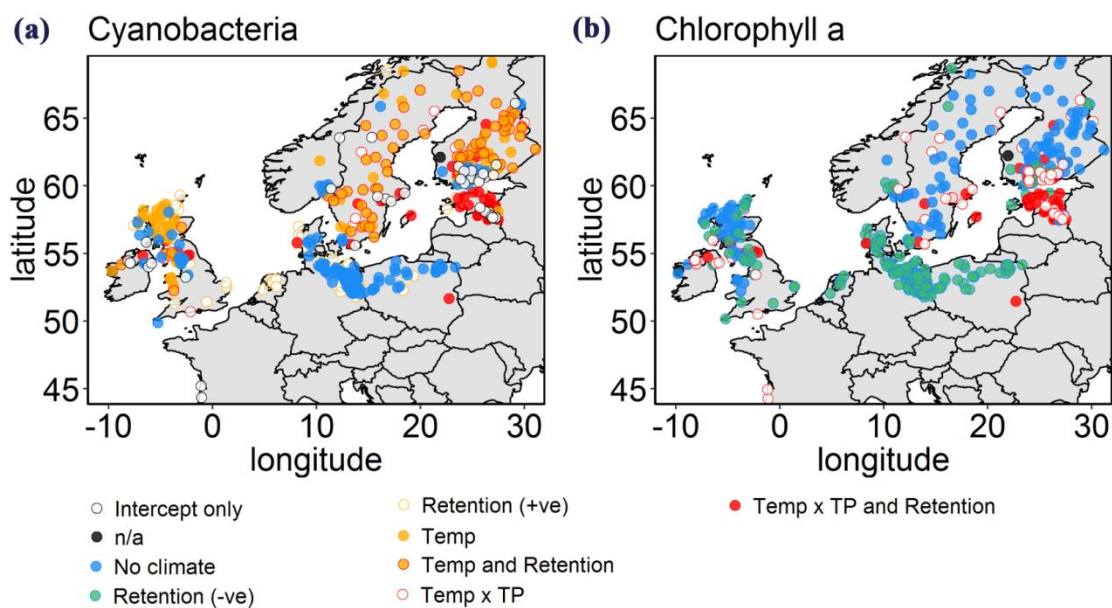 (a) Cyanobacteria
(b) Chlorophyll a
latitude
65
60
55
50
45
-10 0 10 20 30
longitude
latitude
65
60
55
50
45
-10 0 10 20 30
longitude
Intercept only
n/a
No climate
Retention (-ve)
Retention (+ve)
Temp
Temp and Retention
Temp x TP
Temp x TP and Retention